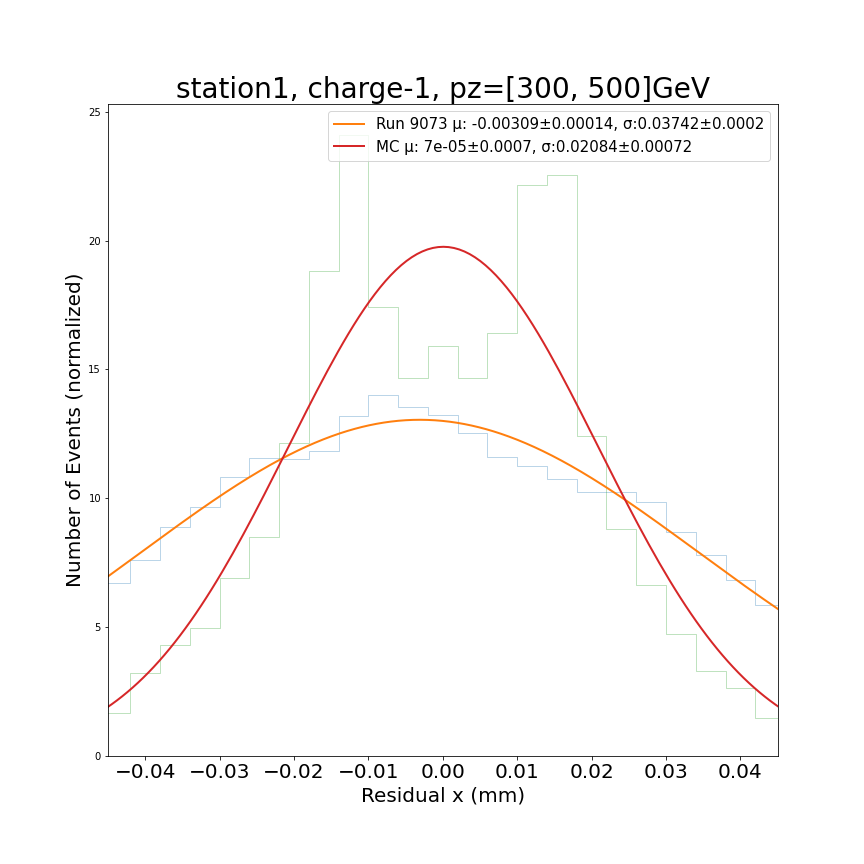 station1, charge-1, pz=[300, 500]GeV
Run 9073 μ: -0.00309±0.00014, σ:0.03742±0.0002
MC μ: 7e-05±0.0007, σ:0.02084±0.00072
Number of Events (normalized)
25
20
15
10
5
0
−0.04 −0.03 −0.02 −0.01 0.00 0.01 0.02 0.03 0.04
Residual x (mm)